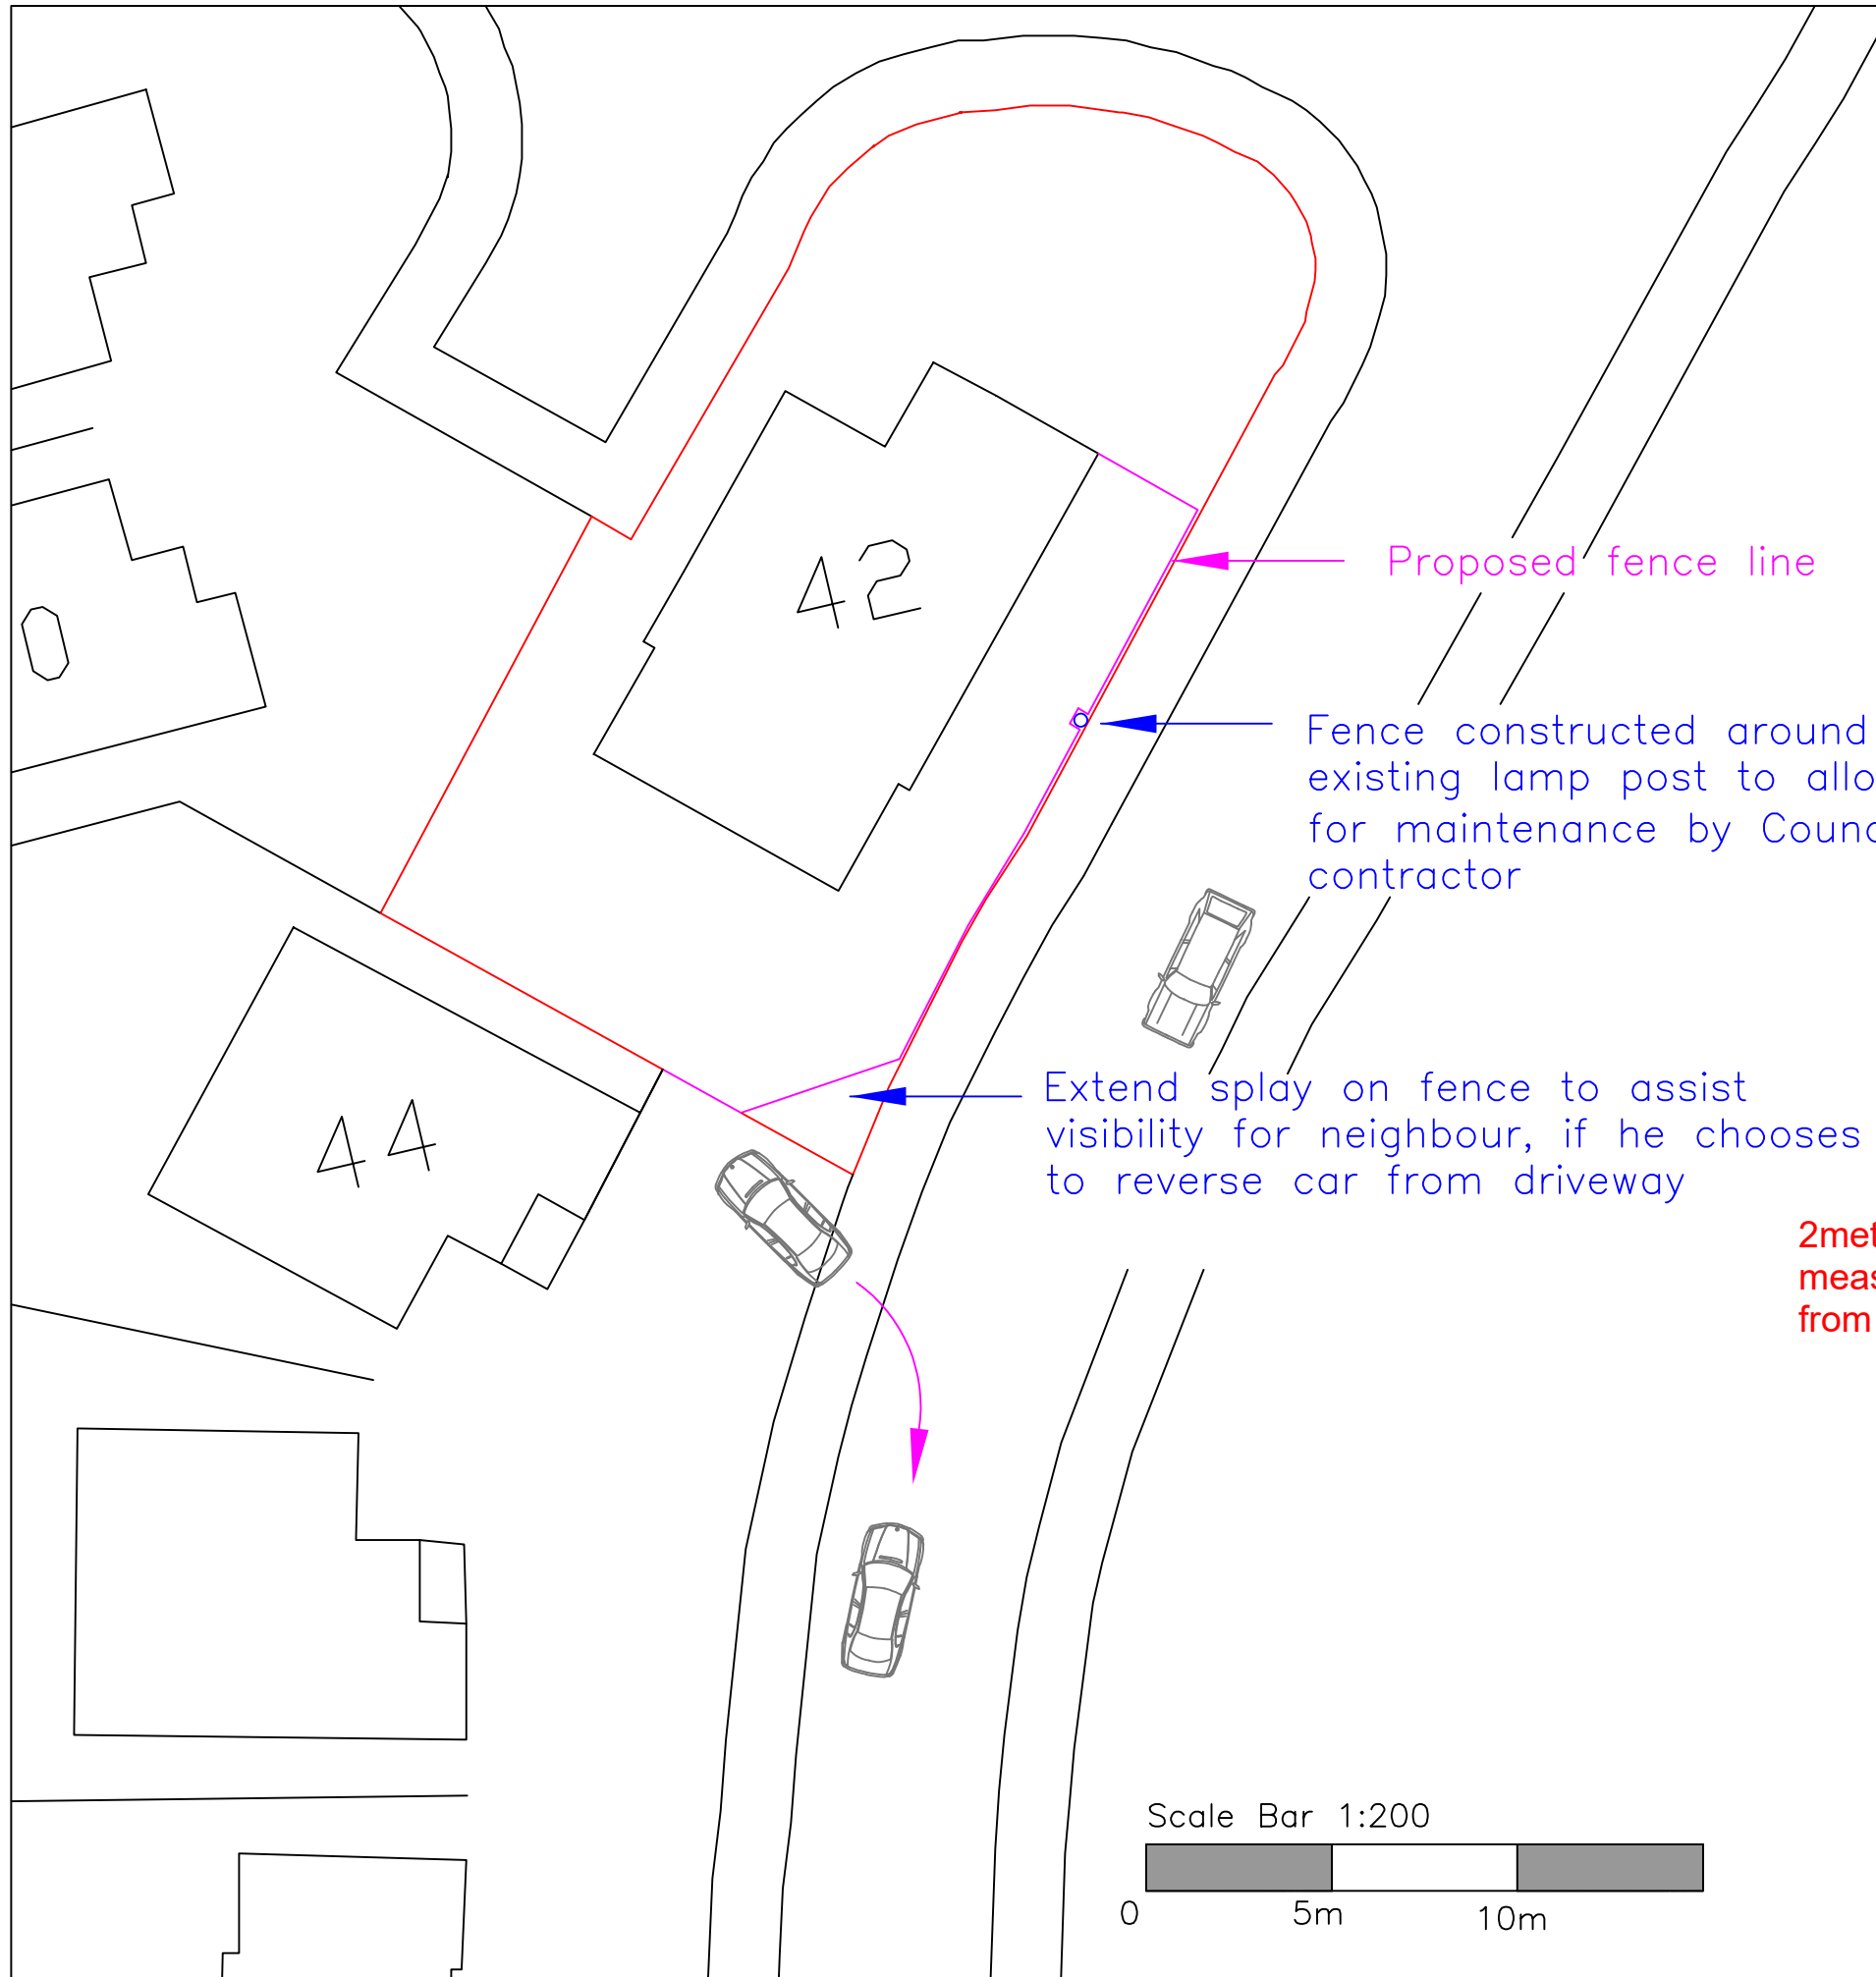 42
Proposed fence line
0
Fence constructed around
existing lamp post to allo
for maintenance by Counc
contractor
Extend splay on fence to assist
visibility for neighbour, if he chooses
to reverse car from driveway
44
2met
meas
from
Scale Bar 1:200
0 5m 10m